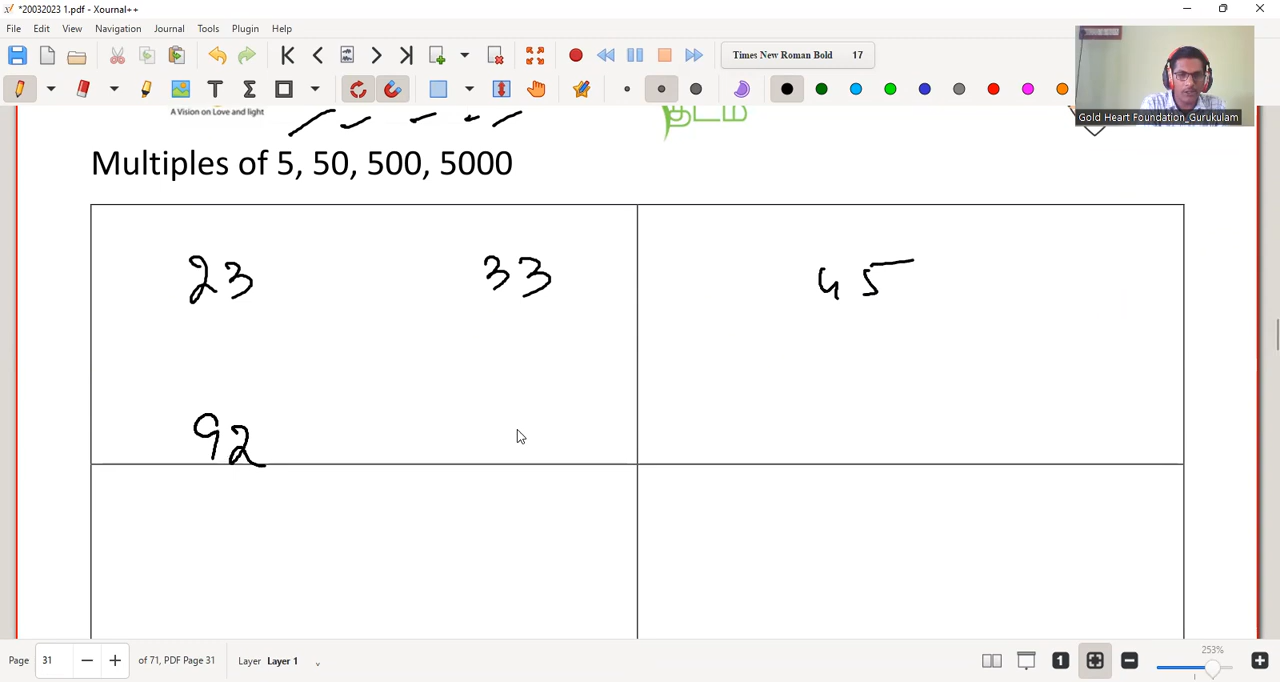 *20032023 1.pdf - Xournal++
File Edit View Navigation Journal Tools Plugin Help
Times New Roman Bold 17
Gold Heart Foundation_Gurukulam
A Vision on Love and light
தடம்
Multiples of 5, 50, 500, 5000
23 33 45
92
Page 31 of 71, PDF Page 31 Layer Layer 1 253%